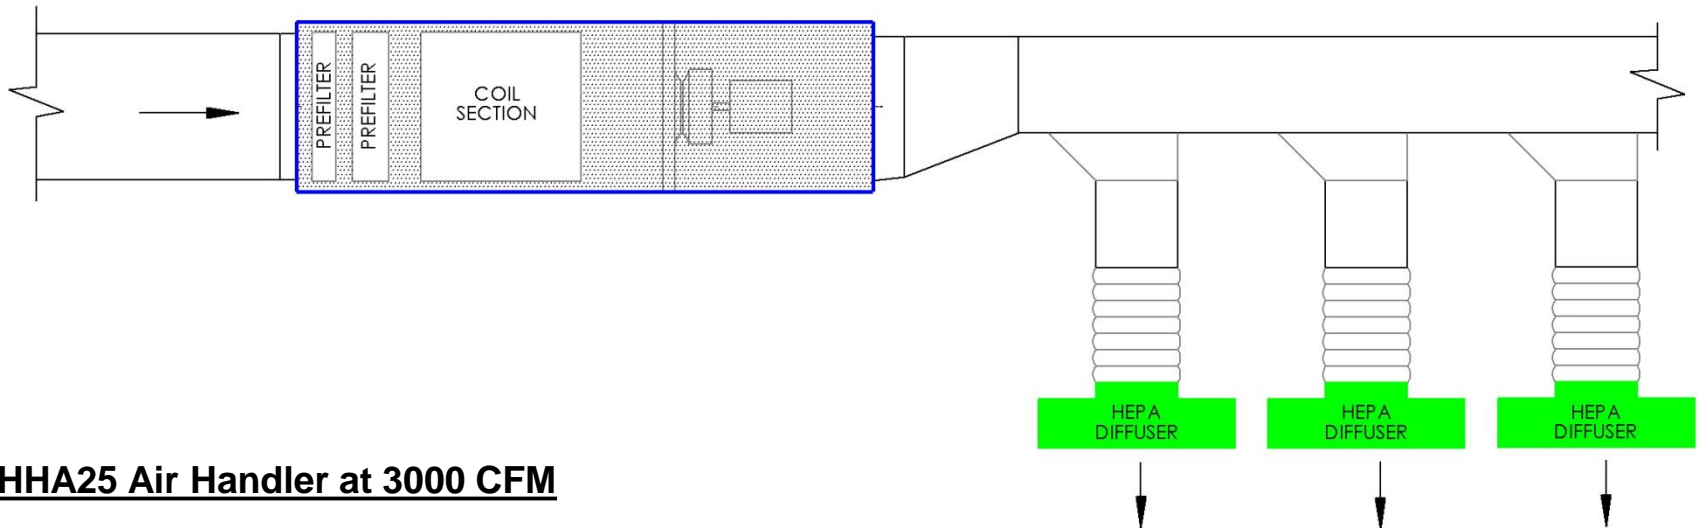 PREFILTER
PREFILTER
COIL
SECTION
HEPA
DIFFUSER
HEPA
DIFFUSER
HEPA
DIFFUSER
HHA25 Air Handler at 3000 CFM